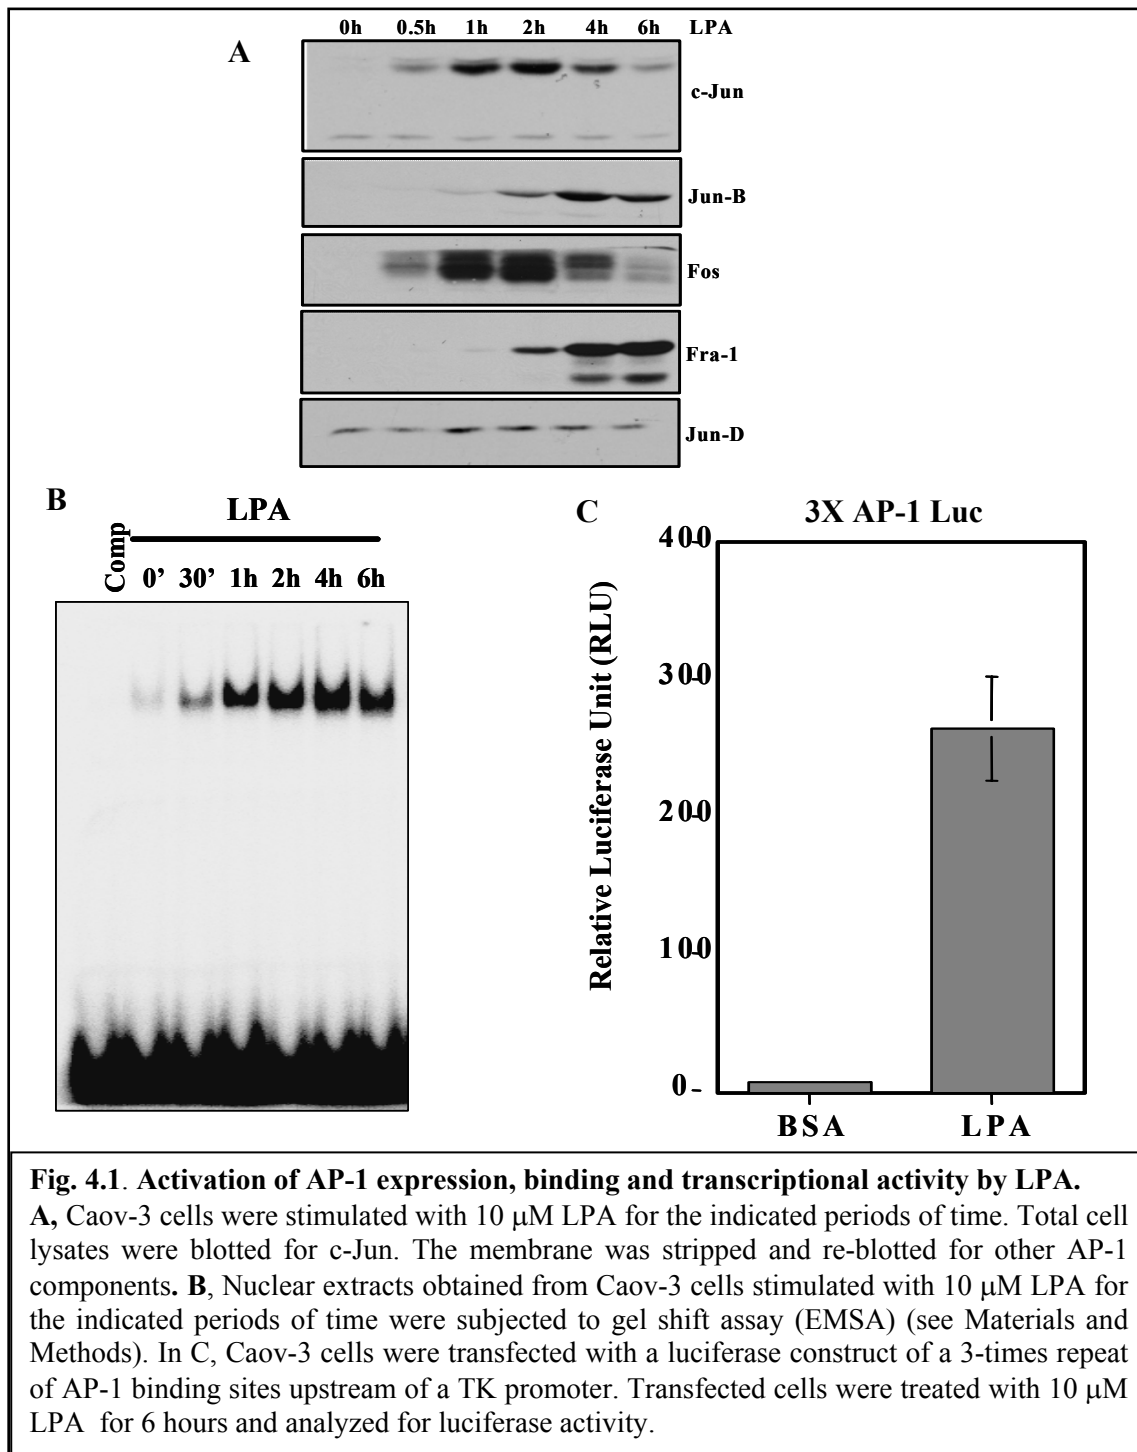 0h 0.5h 1h 2h 4h 6h LPA
A
c-Jun
Jun-B
Fos
Fra-1
Jun-D
B
LPA
Comp
0’ 30’ 1h 2h 4h 6h
C
3X AP-1 Luc
Relative Luciferase Unit (RLU)
400
300
200
100
0
BSA LPA
Fig. 4.1. Activation of AP-1 expression, binding and transcriptional activity by LPA.
A, Caov-3 cells were stimulated with 10 μM LPA for the indicated periods of time. Total cell
lysates were blotted for c-Jun. The membrane was stripped and re-blotted for other AP-1
components. B, Nuclear extracts obtained from Caov-3 cells stimulated with 10 μM LPA for
the indicated periods of time were subjected to gel shift assay (EMSA) (see Materials and
Methods). In C, Caov-3 cells were transfected with a luciferase construct of a 3-times repeat
of AP-1 binding sites upstream of a TK promoter. Transfected cells were treated with 10 μM
LPA for 6 hours and analyzed for luciferase activity.